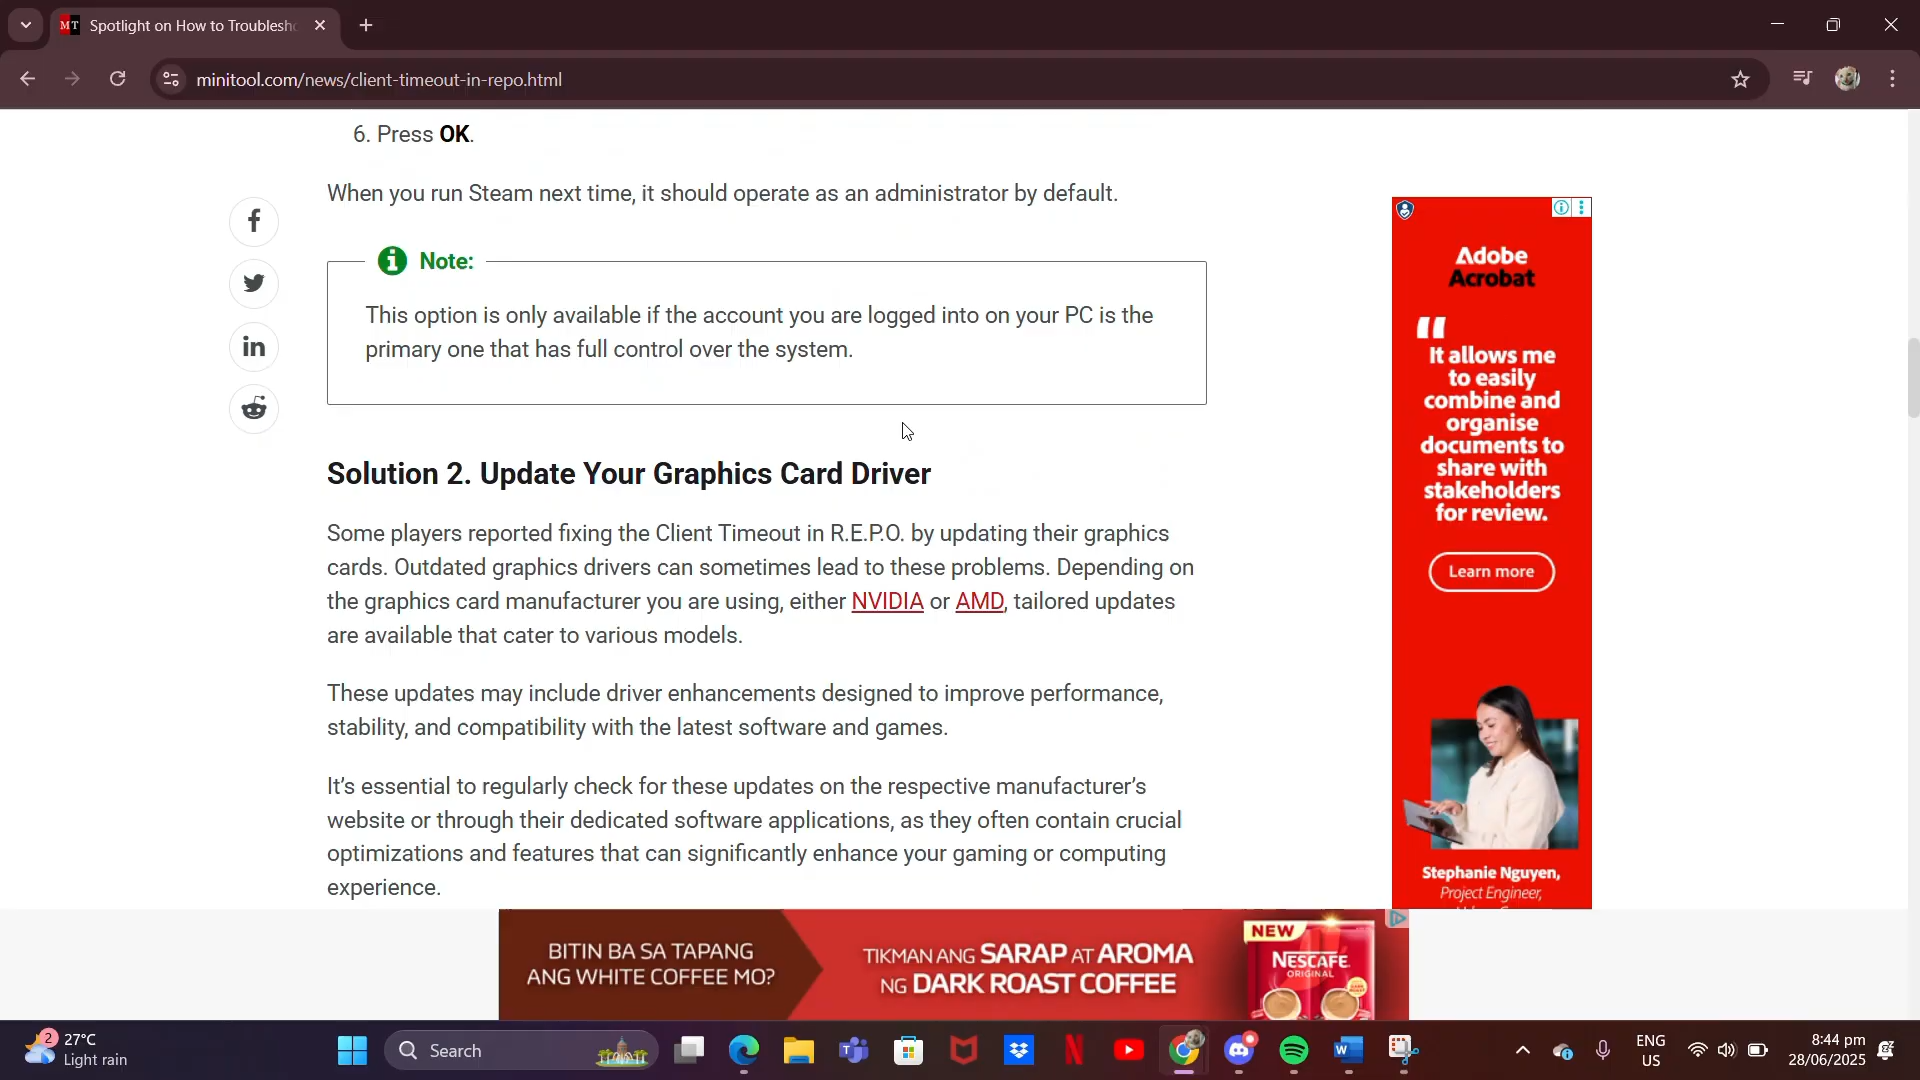 MT Spotlight on How to Troublesh
minitool.com/news/client-timeout-in-repo.html
6. Press OK.
When you run Steam next time, it should operate as an administrator by default.
Note:
This option is only available if the account you are logged into on your PC is the
primary one that has full control over the system.
Solution 2. Update Your Graphics Card Driver
Some players reported fixing the Client Timeout in R.E.P.O. by updating their graphics
cards. Outdated graphics drivers can sometimes lead to these problems. Depending on
the graphics card manufacturer you are using, either NVIDIA or AMD, tailored updates
are available that cater to various models.
These updates may include driver enhancements designed to improve performance,
stability, and compatibility with the latest software and games.
It’s essential to regularly check for these updates on the respective manufacturer’s
website or through their dedicated software applications, as they often contain crucial
optimizations and features that can significantly enhance your gaming or computing
experience.
Adobe
Acrobat
It allows me
to easily
combine and
organise
documents to
share with
stakeholders
for review.
Learn more
Stephanie Nguyen,
Project Engineer,
BITIN BA SA TAPANG
ANG WHITE COFFEE MO?
TIKMAN ANG SARAP AT AROMA
NG DARK ROAST COFFEE
NEW
NESCAFÉ
ORIGINAL
2
27°C
Light rain
Search
ENG
US
8:44 pm
28/06/2025